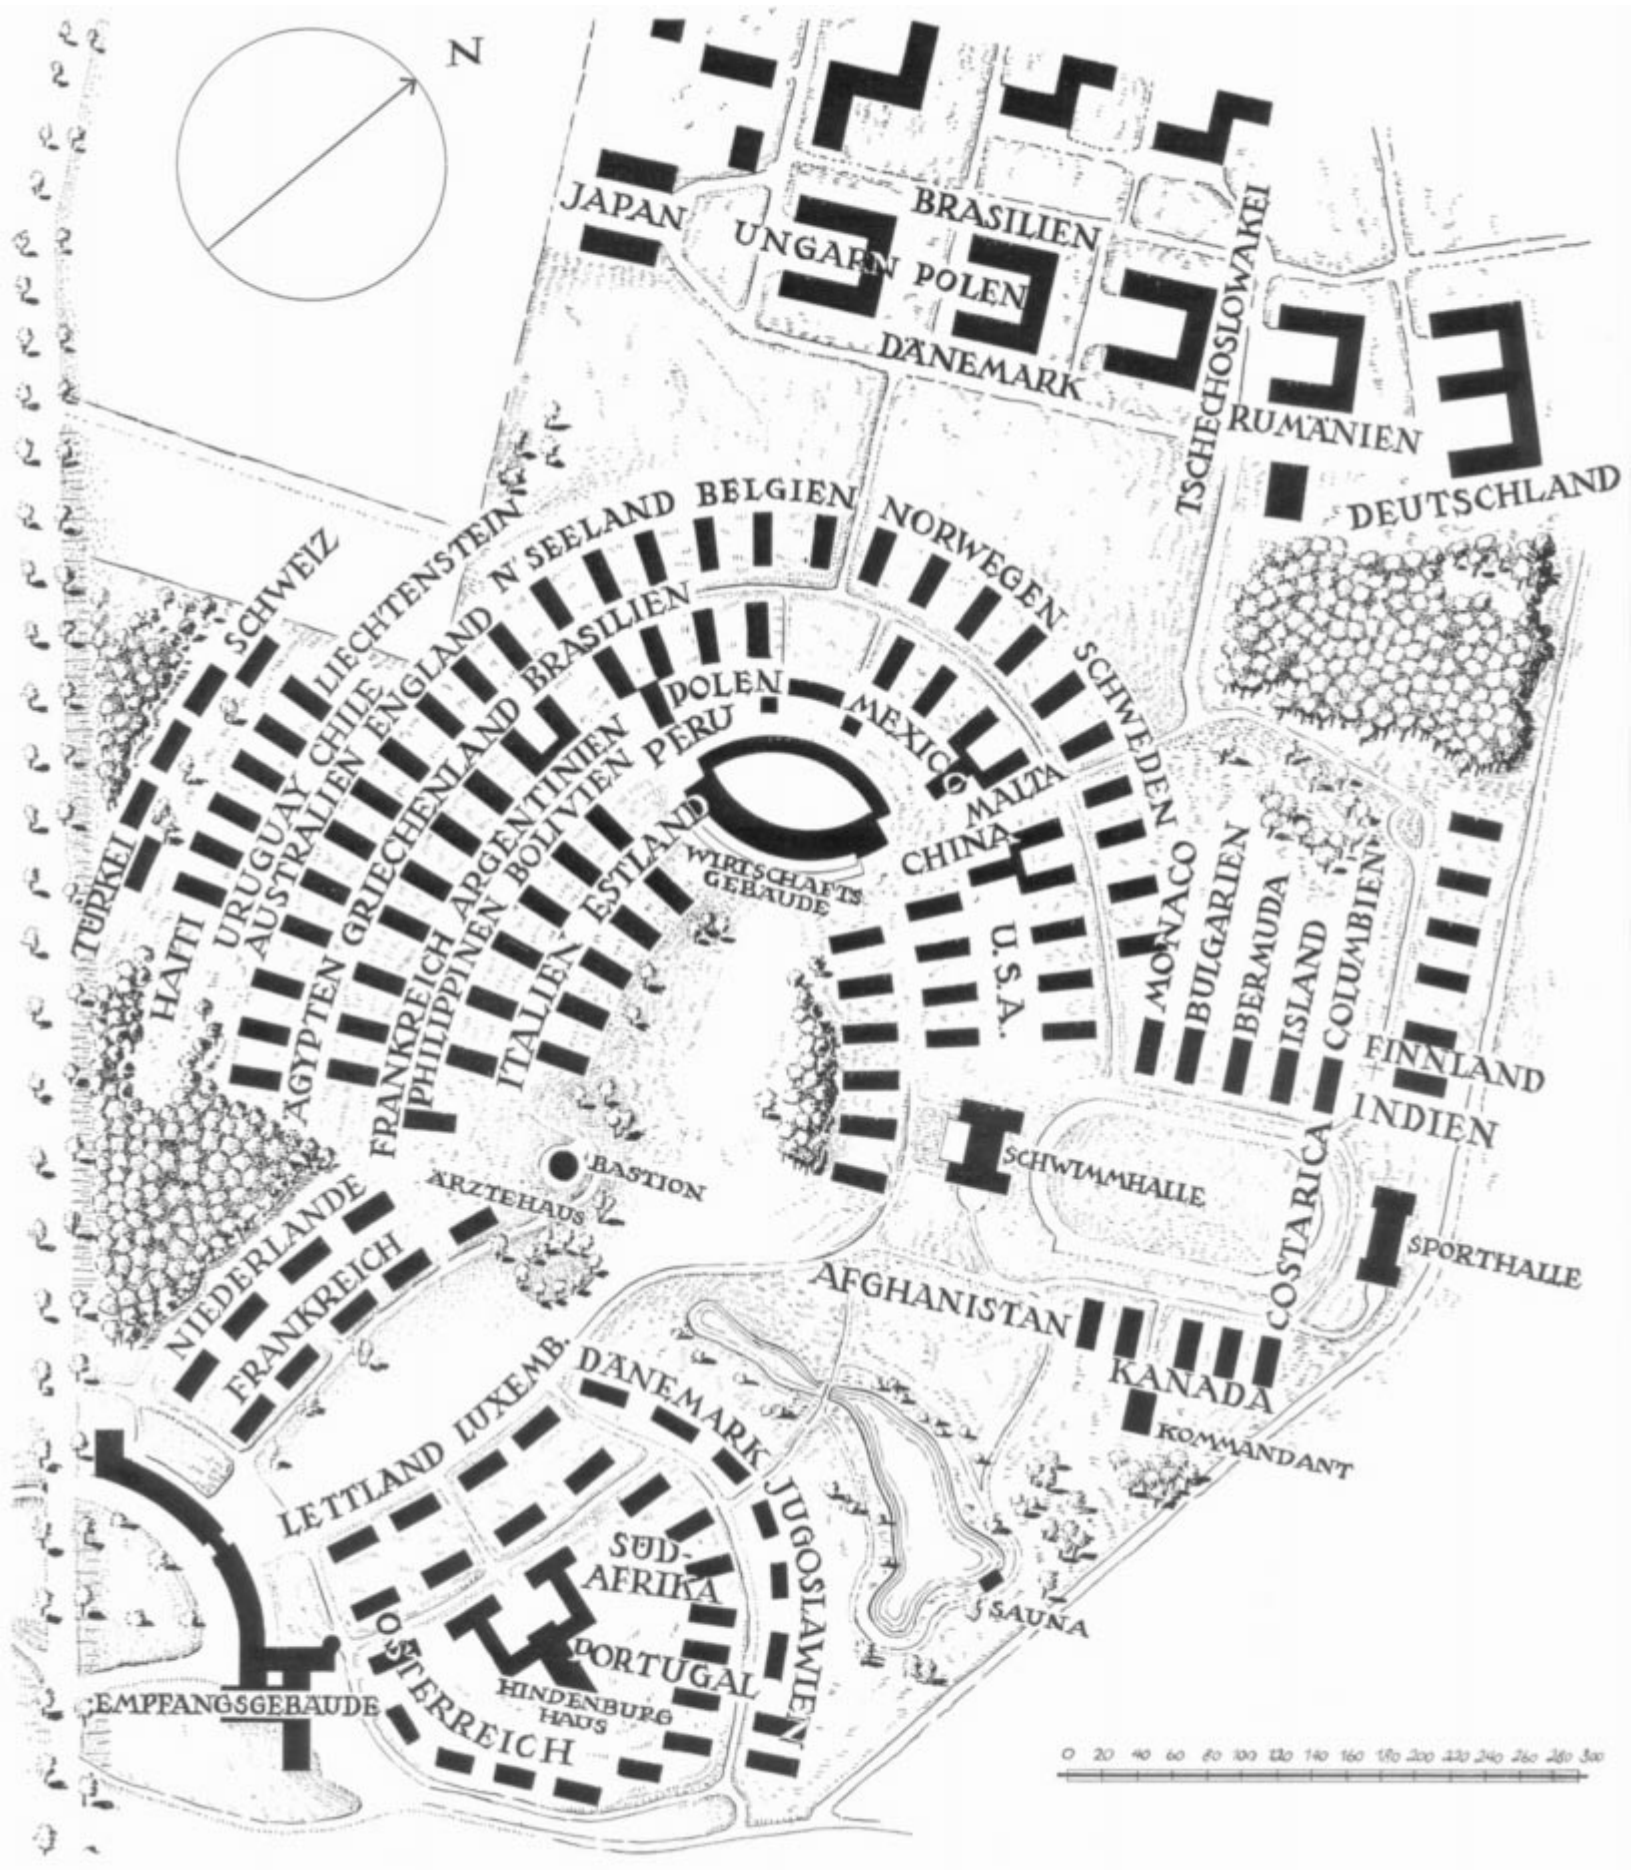 N
JAPAN
UNGARN
BRASILIEN
POLEN
DÄNEMARK
TSCHECHOSLOWAKEI
RUMÄNIEN
DEUTSCHLAND
SCHWEIZ
LIECHTENSTEIN
N'SEELAND
BELGIEN
NORWEGEN
SCHWEDEN
ENGLAND
BRASILIEN
POLEN
PERU
MEXICO
MALTA
CHINA
U.S.A.
CHILE
URUGUAY
AUSTRALIEN
GRIECHENLAND
ARGENTINIEN
BOLIVIEN
ESTLAND
WIRTSCHAFTS
GEBÄUDE
TÜRKEI
HAITI
ÄGYPTEN
FRANKREICH
PHILIPPINEN
ITALIEN
MONACO
BULGARIEN
BERMUDA
ISLAND
COLUMBIEN
FINNLAND
INDIEN
BASTION
ÄRZTEHAUS
SCHWIMMHALLE
COSTARICA
SPORTHALLE
NIEDERLANDE
FRANKREICH
AFGHANISTAN
KANADA
KOMMANDANT
LETTLAND
LUXEMB.
DÄNEMARK
JUGOSLAWIEN
SÜD-
AFRIKA
SAUNA
PORTUGAL
HINDENBURG
HAUS
ÖSTERREICH
EMPFANGSGEBÄUDE
0 20 40 60 80 100 120 140 160 180 200 220 240 260 280 300